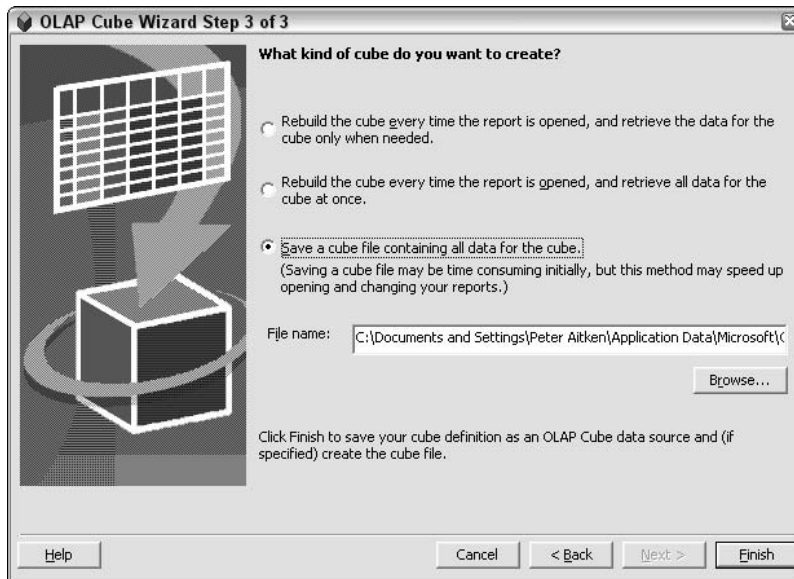 OLAP Cube Wizard Step 3 of 3
What kind of cube do you want to create?
Rebuild the cube every time the report is opened, and retrieve the data for the
cube only when needed.
Rebuild the cube every time the report is opened, and retrieve all data for the
cube at once.
Save a cube file containing all data for the cube.
(Saving a cube file may be time consuming initially, but this method may speed up
opening and changing your reports.)
File name:
C:\Documents and Settings\Peter Aitken\Application Data\Microsoft\
Browse...
Click Finish to save your cube definition as an OLAP Cube data source and (if
specified) create the cube file.
Help
Cancel
< Back
Next >
Finish